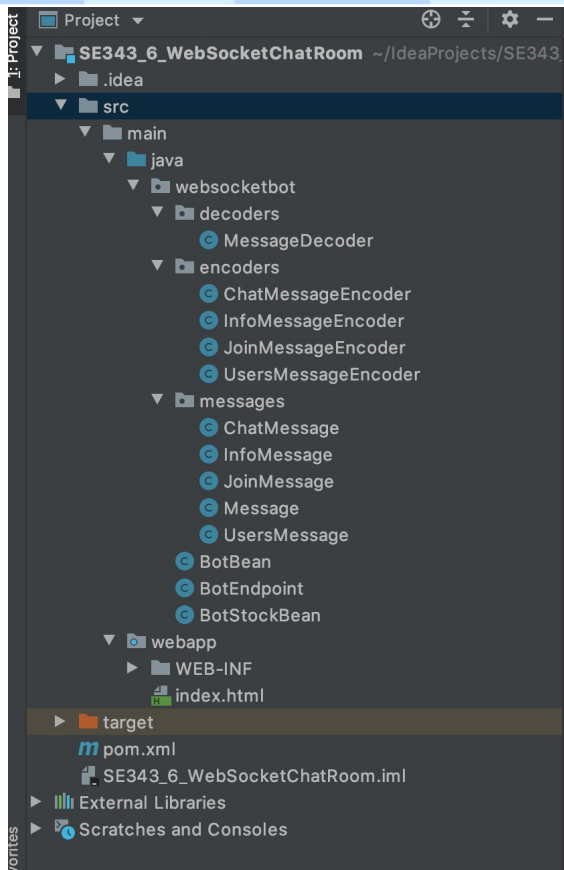 1: Project
Project
SE343_6_WebSocketChatRoom ~/IdeaProjects/SE343_
.idea
src
main
java
websocketbot
decoders
MessageDecoder
encoders
ChatMessageEncoder
InfoMessageEncoder
JoinMessageEncoder
UsersMessageEncoder
messages
ChatMessage
InfoMessage
JoinMessage
Message
UsersMessage
BotBean
BotEndpoint
BotStockBean
webapp
WEB-INF
index.html
target
pom.xml
SE343_6_WebSocketChatRoom.iml
External Libraries
Scratches and Consoles
vorites